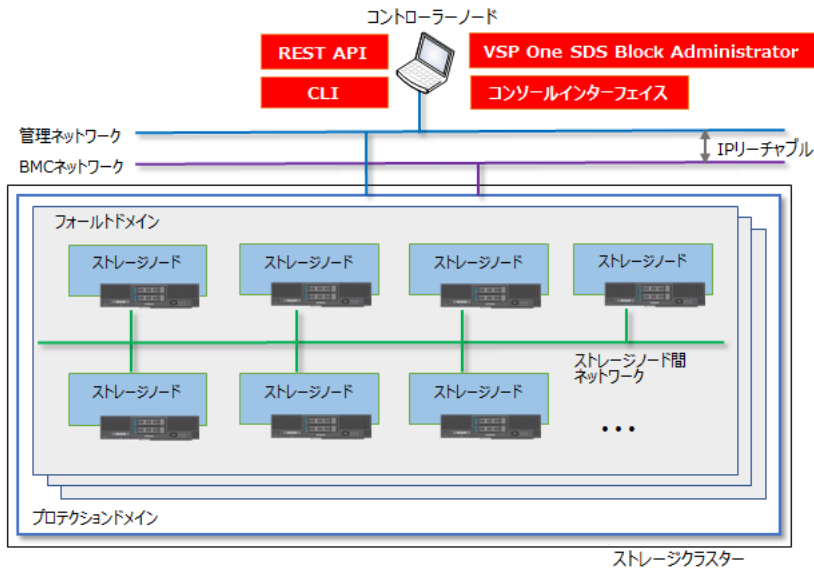 コントローラーノード
REST API
VSP One SDS Block Administrator
CLI
コンソールインターフェイス
管理ネットワーク
IPリーチャブル
BMCネットワーク
フォールトドメイン
ストレージノード
ストレージノード
ストレージノード
ストレージノード
ストレージノード間
ネットワーク
ストレージノード
ストレージノード
ストレージノード
・・・
プロテクションドメイン
ストレージクラスター